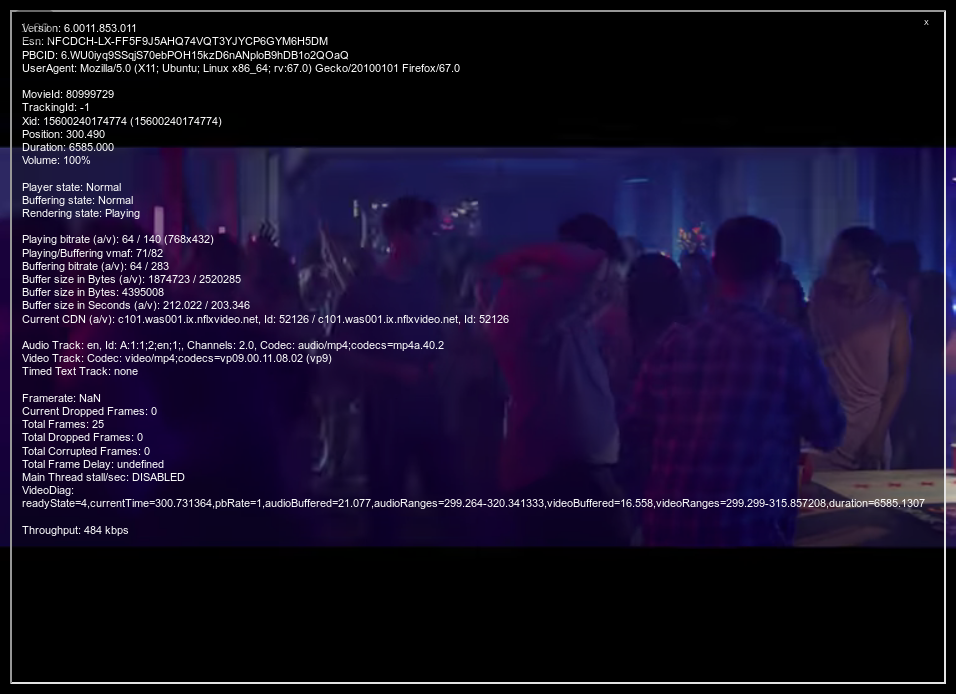 x
Version: 6.0011.853.011
Esn: NFCDCH-LX-FF5F9J5AHQ74VQT3YJYCP6GYM6H5DM
PBCID: 6.WU0iyq9SSqjS70ebPOH15kzD6nANploB9hDB1o2QOaQ
UserAgent: Mozilla/5.0 (X11; Ubuntu; Linux x86_64; rv:67.0) Gecko/20100101 Firefox/67.0
MovieId: 80999729
TrackingId: -1
Xid: 15600240174774 (15600240174774)
Position: 300.490
Duration: 6585.000
Volume: 100%
Player state: Normal
Buffering state: Normal
Rendering state: Playing
Playing bitrate (a/v): 64 / 140 (768x432)
Playing/Buffering vmaf: 71/82
Buffering bitrate (a/v): 64 / 283
Buffer size in Bytes (a/v): 1874723 / 2520285
Buffer size in Bytes: 4395008
Buffer size in Seconds (a/v): 212.022 / 203.346
Current CDN (a/v): c101.was001.ix.nflxvideo.net, Id: 52126 / c101.was001.ix.nflxvideo.net, Id: 52126
Audio Track: en, Id: A:1:1;2;en;1;, Channels: 2.0, Codec: audio/mp4;codecs=mp4a.40.2
Video Track: Codec: video/mp4;codecs=vp09.00.11.08.02 (vp9)
Timed Text Track: none
Framerate: NaN
Current Dropped Frames: 0
Total Frames: 25
Total Dropped Frames: 0
Total Corrupted Frames: 0
Total Frame Delay: undefined
Main Thread stall/sec: DISABLED
VideoDiag:
readyState=4,currentTime=300.731364,pbRate=1,audioBuffered=21.077,audioRanges=299.264-320.341333,videoBuffered=16.558,videoRanges=299.299-315.857208,duration=6585.1307
Throughput: 484 kbps